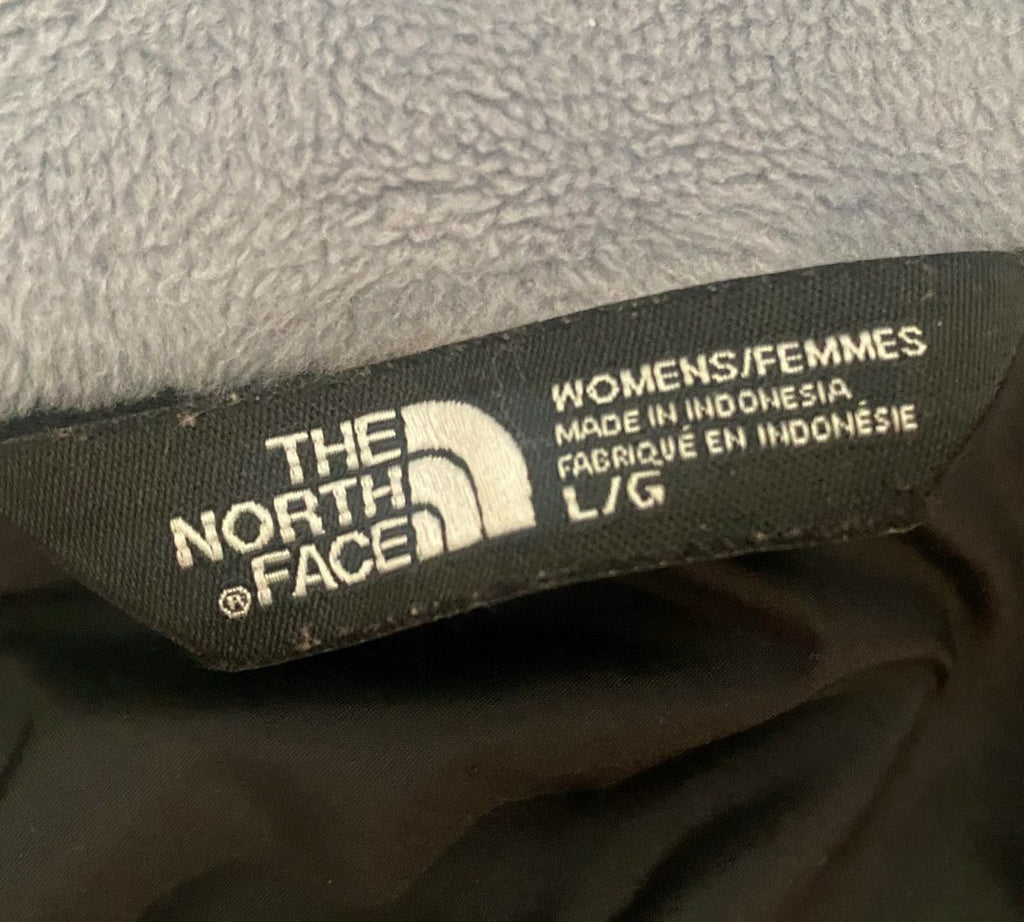 THE
NORTH
FACE
®
WOMENS/FEMMES
MADE IN INDONESIA
FABRIQUÉ EN INDONÉSIE
L/G